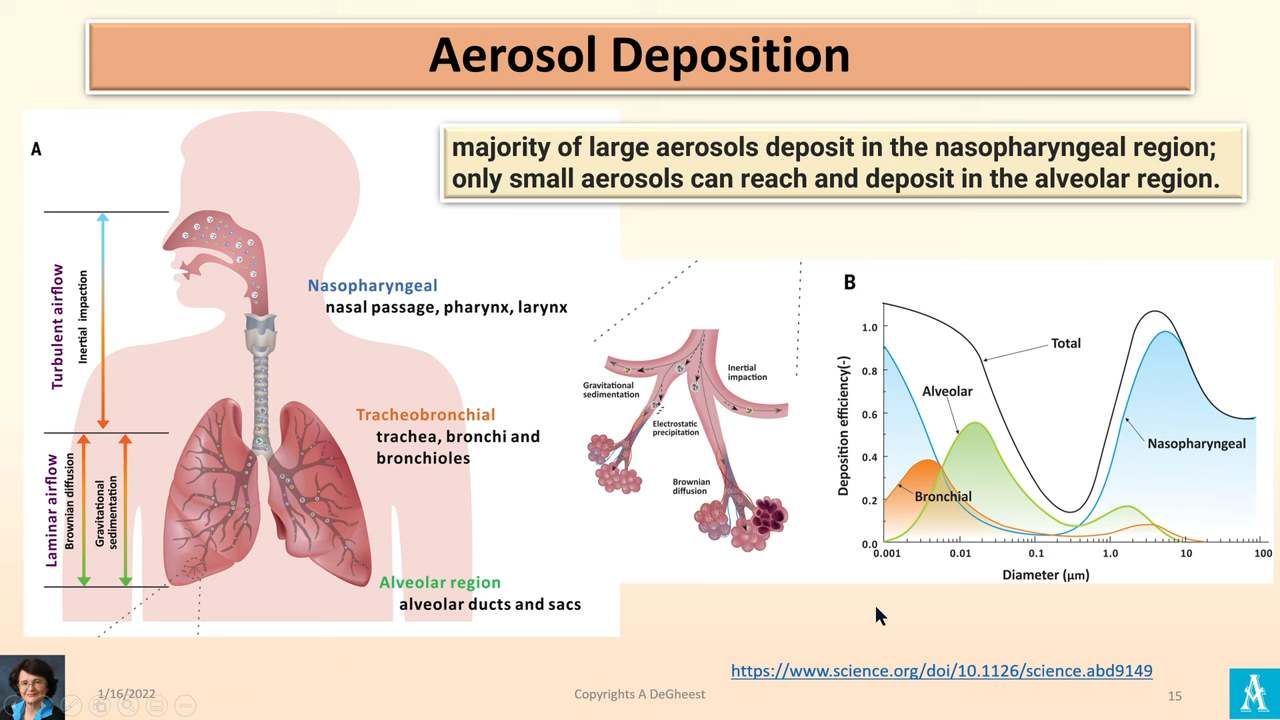 Aerosol Deposition
majority of large aerosols deposit in the nasopharyngeal region;
only small aerosols can reach and deposit in the alveolar region.
A
Turbulent airflow
Inertial impaction
Laminar airflow
Brownian diffusion
Gravitational
sedimentation
Nasopharyngeal
nasal passage, pharynx, larynx
Tracheobronchial
trachea, bronchi and
bronchioles
Alveolar region
alveolar ducts and sacs
Gravitational
sedimentation
Inertial
impaction
Electrostatic
precipitation
Brownian
diffusion
B
Deposition efficiency(-)
1.0
0.8
0.6
0.4
0.2
0.0
Total
Alveolar
Nasopharyngeal
Bronchial
0.001 0.01 0.1 1.0 10 100
Diameter (μm)
https://www.science.org/doi/10.1126/science.abd9149
1/16/2022
Copyrights A DeGheest
15
A